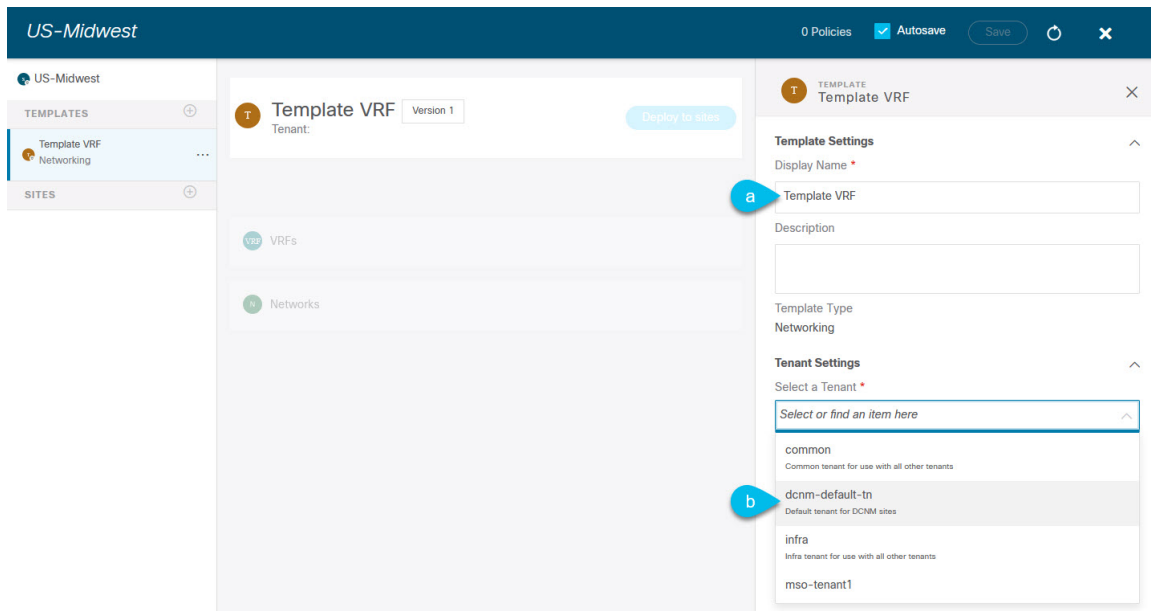 US-Midwest
0 Policies
Autosave
Save
US-Midwest
TEMPLATES
Template VRF
Networking
...
SITES
T
Template VRF
Version 1
Tenant:
Deploy to sites
VRF VRFs
N Networks
T
TEMPLATE
Template VRF
Template Settings
Display Name *
a
Template VRF
Description
Template Type
Networking
Tenant Settings
Select a Tenant *
Select or find an item here
common
Common tenant for use with all other tenants
b
dcnm-default-tn
Default tenant for DCNM sites
infra
Infra tenant for use with all other tenants
mso-tenant1